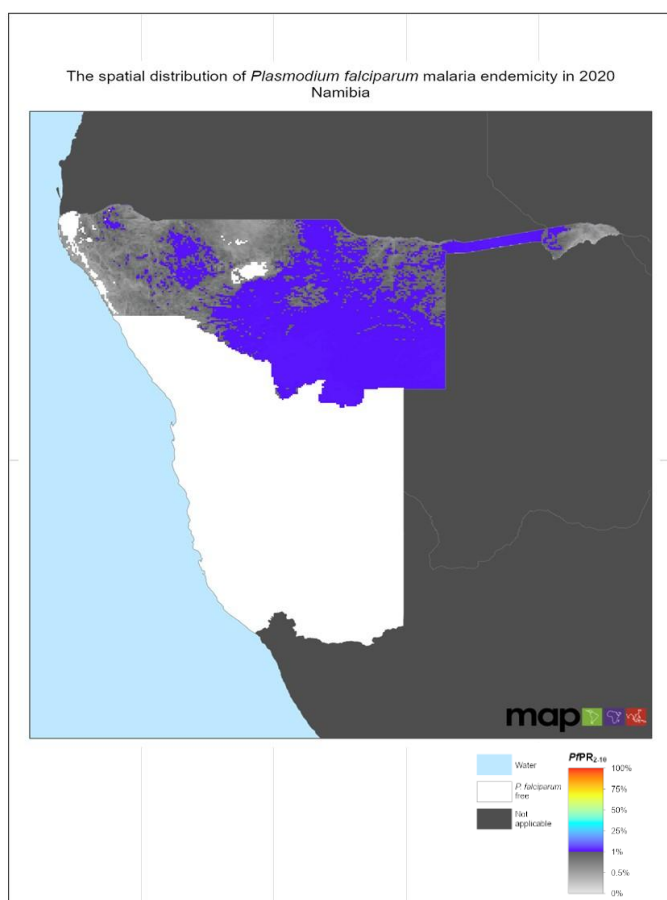 The spatial distribution of Plasmodium falciparum malaria endemicity in 2020
Namibia
map
Water
P. falciparum
free
Not
applicable
PfPR2-10
100%
75%
50%
25%
1%
0.5%
0%